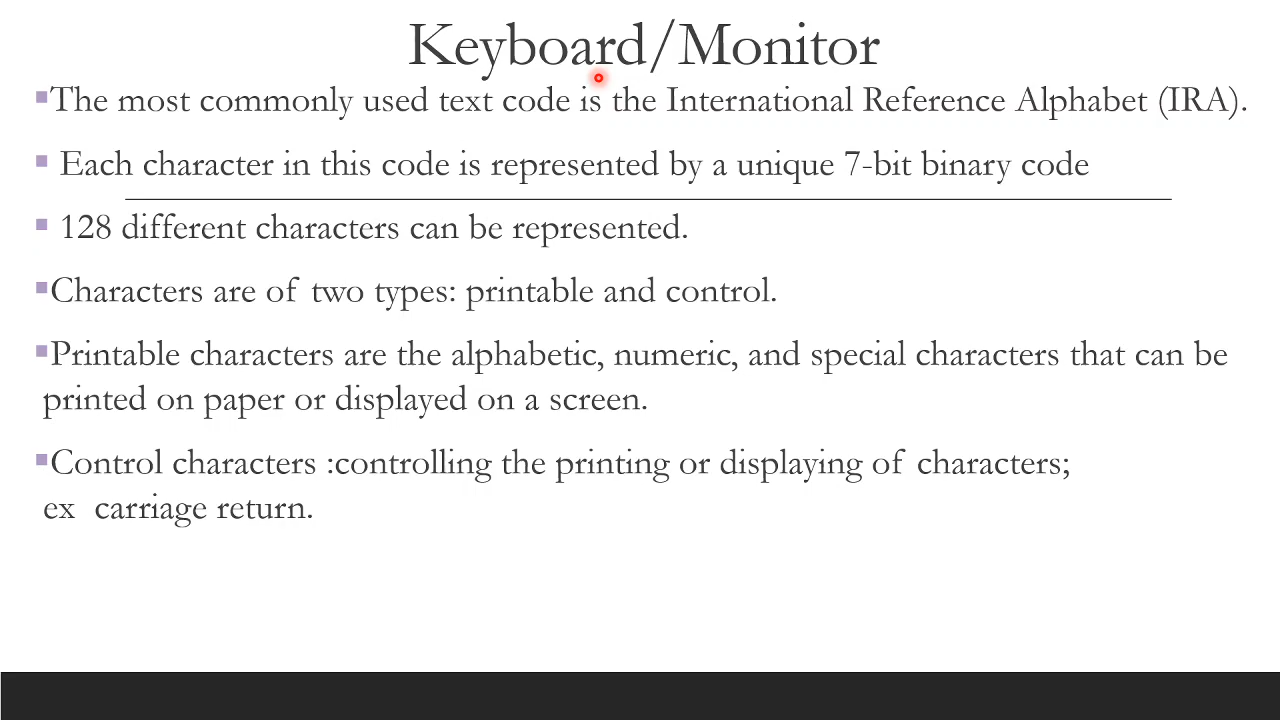 Keyboard/Monitor
▪The most commonly used text code is the International Reference Alphabet (IRA).
▪ Each character in this code is represented by a unique 7-bit binary code
▪ 128 different characters can be represented.
▪Characters are of two types: printable and control.
▪Printable characters are the alphabetic, numeric, and special characters that can be
printed on paper or displayed on a screen.
▪Control characters :controlling the printing or displaying of characters;
ex carriage return.